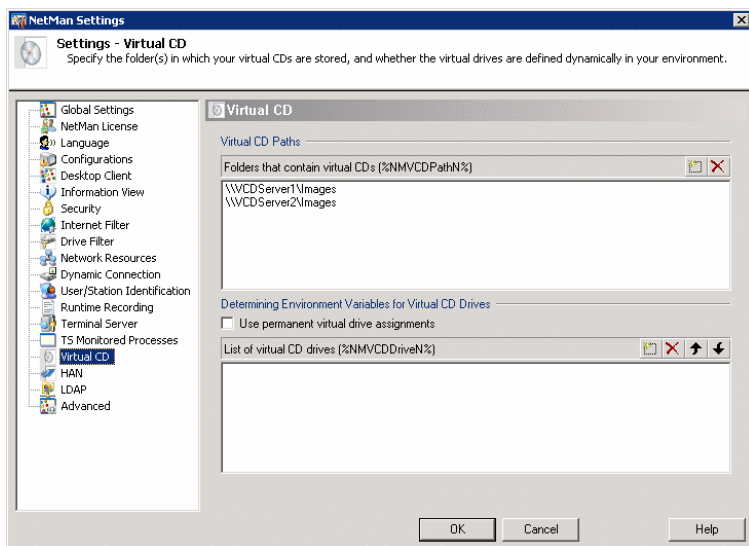 NetMan Settings
Settings - Virtual CD
Specify the folder(s) in which your virtual CDs are stored, and whether the virtual drives are defined dynamically in your environment.
Global Settings
NetMan License
Language
Configurations
Desktop Client
Information View
Security
Internet Filter
Drive Filter
Network Resources
Dynamic Connection
User/Station Identification
Runtime Recording
Terminal Server
TS Monitored Processes
Virtual CD
HAN
LDAP
Advanced
Virtual CD
Virtual CD Paths
Folders that contain virtual CDs (%NMVCDPathN%)
\\VCDServer1\Images
\\VCDServer2\Images
Determining Environment Variables for Virtual CD Drives
Use permanent virtual drive assignments
List of virtual CD drives (%NMVCDDriveN%)
OK
Cancel
Help